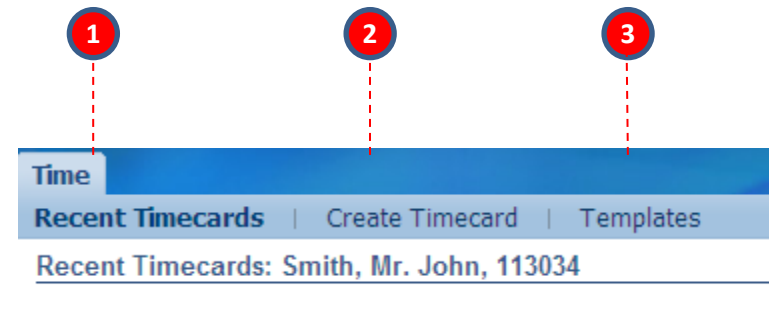 1 2 3
Time
Recent Timecards | Create Timecard | Templates
Recent Timecards: Smith, Mr. John, 113034